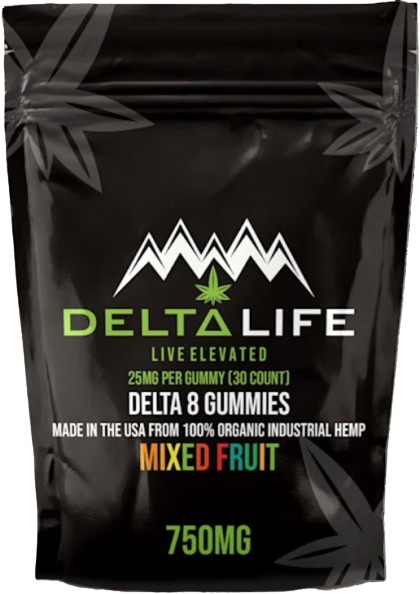 DELTA LIFE
LIVE ELEVATED
25MG PER GUMMY (30 COUNT)
DELTA 8 GUMMIES
MADE IN THE USA FROM 100% ORGANIC INDUSTRIAL HEMP
MIXED FRUIT
750MG